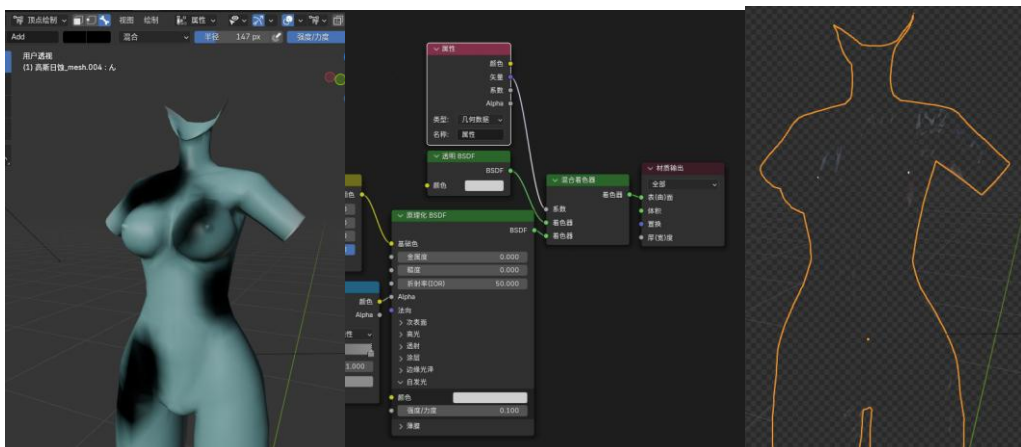 顶点绘制 视图 绘制 属性
Add 混合 半径 147 px 强度/力度
用户透视
(1) 高斯日蚀_mesh.004 : ん
属性
颜色
矢量
系数
Alpha
类型: 几何数据
名称: 属性
透明 BSDF
BSDF
颜色
原理化 BSDF
BSDF
基础色
金属度 0.000
糙度 0.000
折射率(IOR) 50.000
Alpha
法向
次表面
高光
透射
涂层
边缘光泽
自发光
颜色
强度/力度 0.100
薄膜
颜色
Alpha
1.000
混合着色器
着色器
系数
着色器
着色器
材质输出
全部
表(曲)面
体积
置换
厚(宽)度